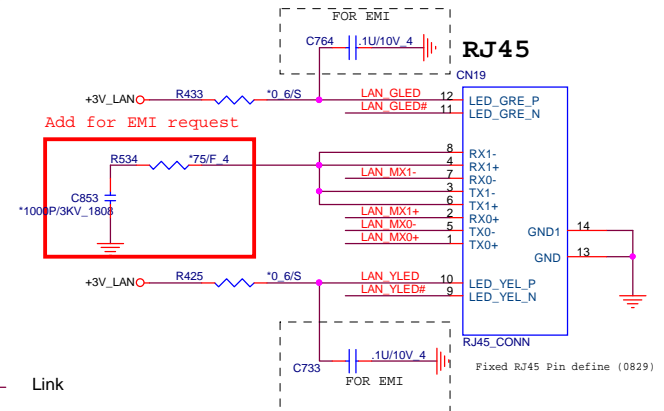 FOR EMI
C764 .1U/10V_4
RJ45
CN19
+3V_LAN R433 *0_6/S LAN_GLED 12 LED_GRE_P
LAN_GLED# 11 LED_GRE_N
Add for EMI request
8 RX1-
R534 *75/F_4 4 RX1+
LAN_MX1- 7 RX0-
3 TX1-
C853 6 TX1+
*1000P/3KV_1808 LAN_MX1+ 2 RX0+
LAN_MX0- 5 TX0- GND1 14
LAN_MX0+ 1 TX0+
GND 13
+3V_LAN R425 *0_6/S LAN_YLED 10 LED_YEL_P
LAN_YLED# 9 LED_YEL_N
RJ45_CONN
C733 .1U/10V_4
Fixed RJ45 Pin define (0829)
FOR EMI
Link